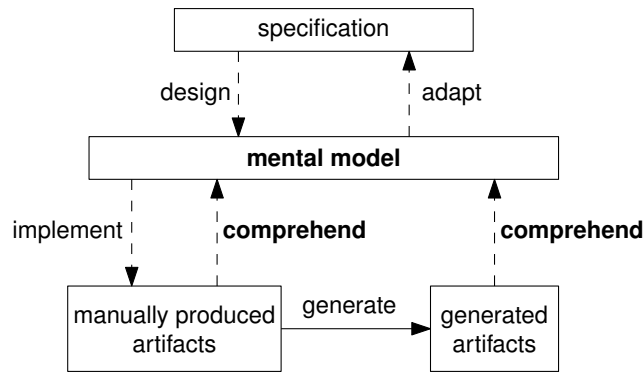 specification
design
adapt
mental model
implement
comprehend
comprehend
manually produced
artifacts
generate
generated
artifacts